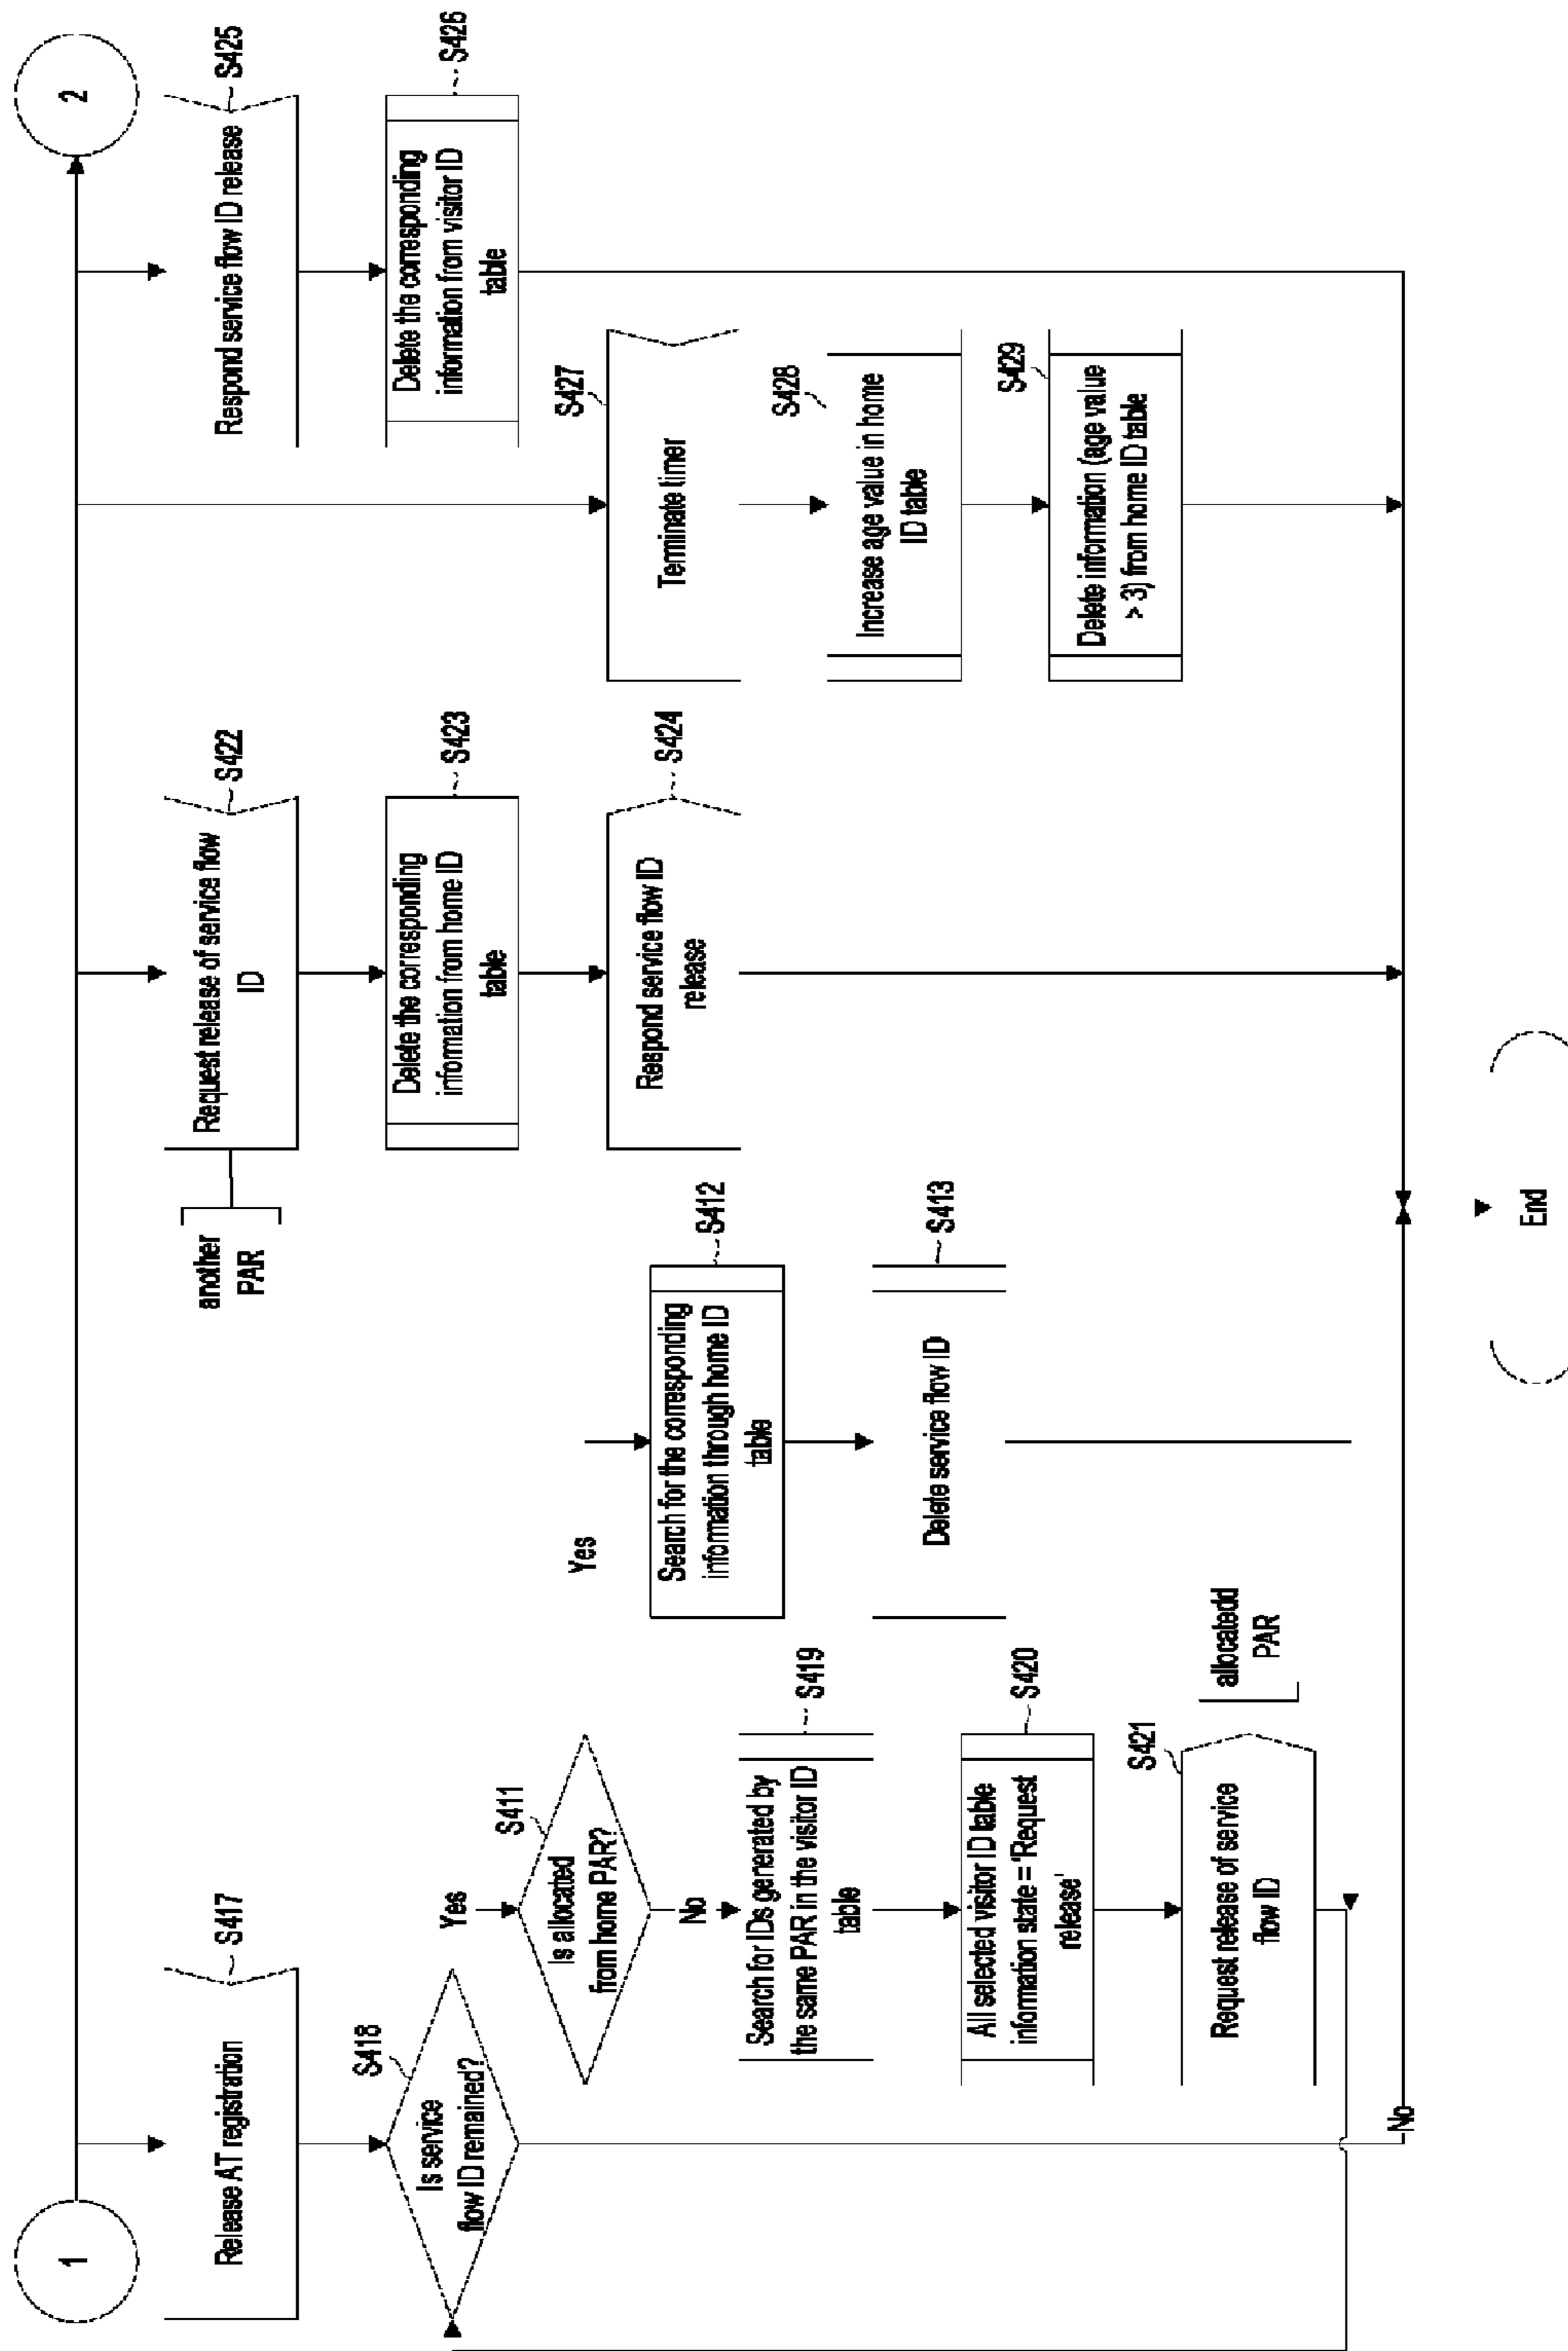 1
2
Release AT registration
S417
Is service
flow ID remained?
S418
Yes
Is allocated
from home PAR?
S411
No
Search for IDs generated by
the same PAR in the visitor ID
table
S419
All selected visitor ID table
information state = 'Request
release'
S420
Request release of service
flow ID
S421
allocatedd
PAR
No
Yes
Search for the corresponding
information through home ID
table
S412
Delete service flow ID
S413
another
PAR
Request release of service flow
ID
S422
Delete the corresponding
information from home ID
table
S423
Respond service flow ID
release
S424
Terminate timer
S427
Increase age value in home
ID table
S428
Delete information (age value
> 3) from home ID table
S429
Respond service flow ID release
S425
Delete the corresponding
information from visitor ID
table
S426
End